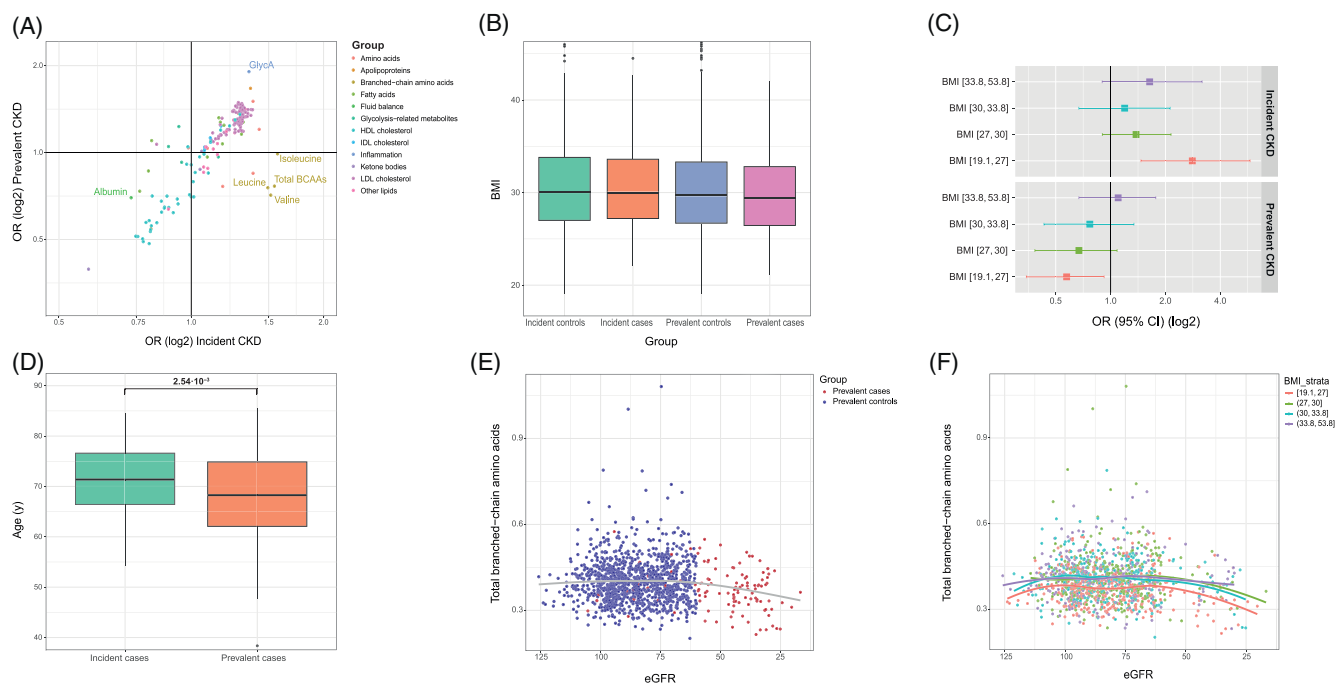 (A)
OR (log2) Prevalent CKD
2.0
1.0
0.5
GlycA
Isoleucine
Leucine
Total BCAAs
Valine
Albumin
0.5
0.75
1.0
1.5
2.0
OR (log2) Incident CKD
Group
Amino acids
Apolipoproteins
Branched-chain amino acids
Fatty acids
Fluid balance
Glycolysis-related metabolites
HDL cholesterol
IDL cholesterol
Inflammation
Ketone bodies
LDL cholesterol
Other lipids
(B)
BMI
40
30
20
Incident controls
Incident cases
Prevalent controls
Prevalent cases
Group
(C)
BMI [33.8, 53.8]
BMI [30, 33.8]
BMI [27, 30]
BMI [19.1, 27]
Incident CKD
BMI [33.8, 53.8]
BMI [30, 33.8]
BMI [27, 30]
BMI [19.1, 27]
Prevalent CKD
0.5
1.0
2.0
4.0
OR (95% CI) (log2)
(D)
2.54·10⁻³
Age (y)
90
80
70
60
50
40
Incident cases
Prevalent cases
(E)
Total branched−chain amino acids
0.9
0.6
0.3
125
100
75
50
25
eGFR
Group
Prevalent cases
Prevalent controls
(F)
Total branched−chain amino acids
0.9
0.6
0.3
125
100
75
50
25
eGFR
BMI_strata
[19.1, 27]
(27, 30]
(30, 33.8]
(33.8, 53.8]